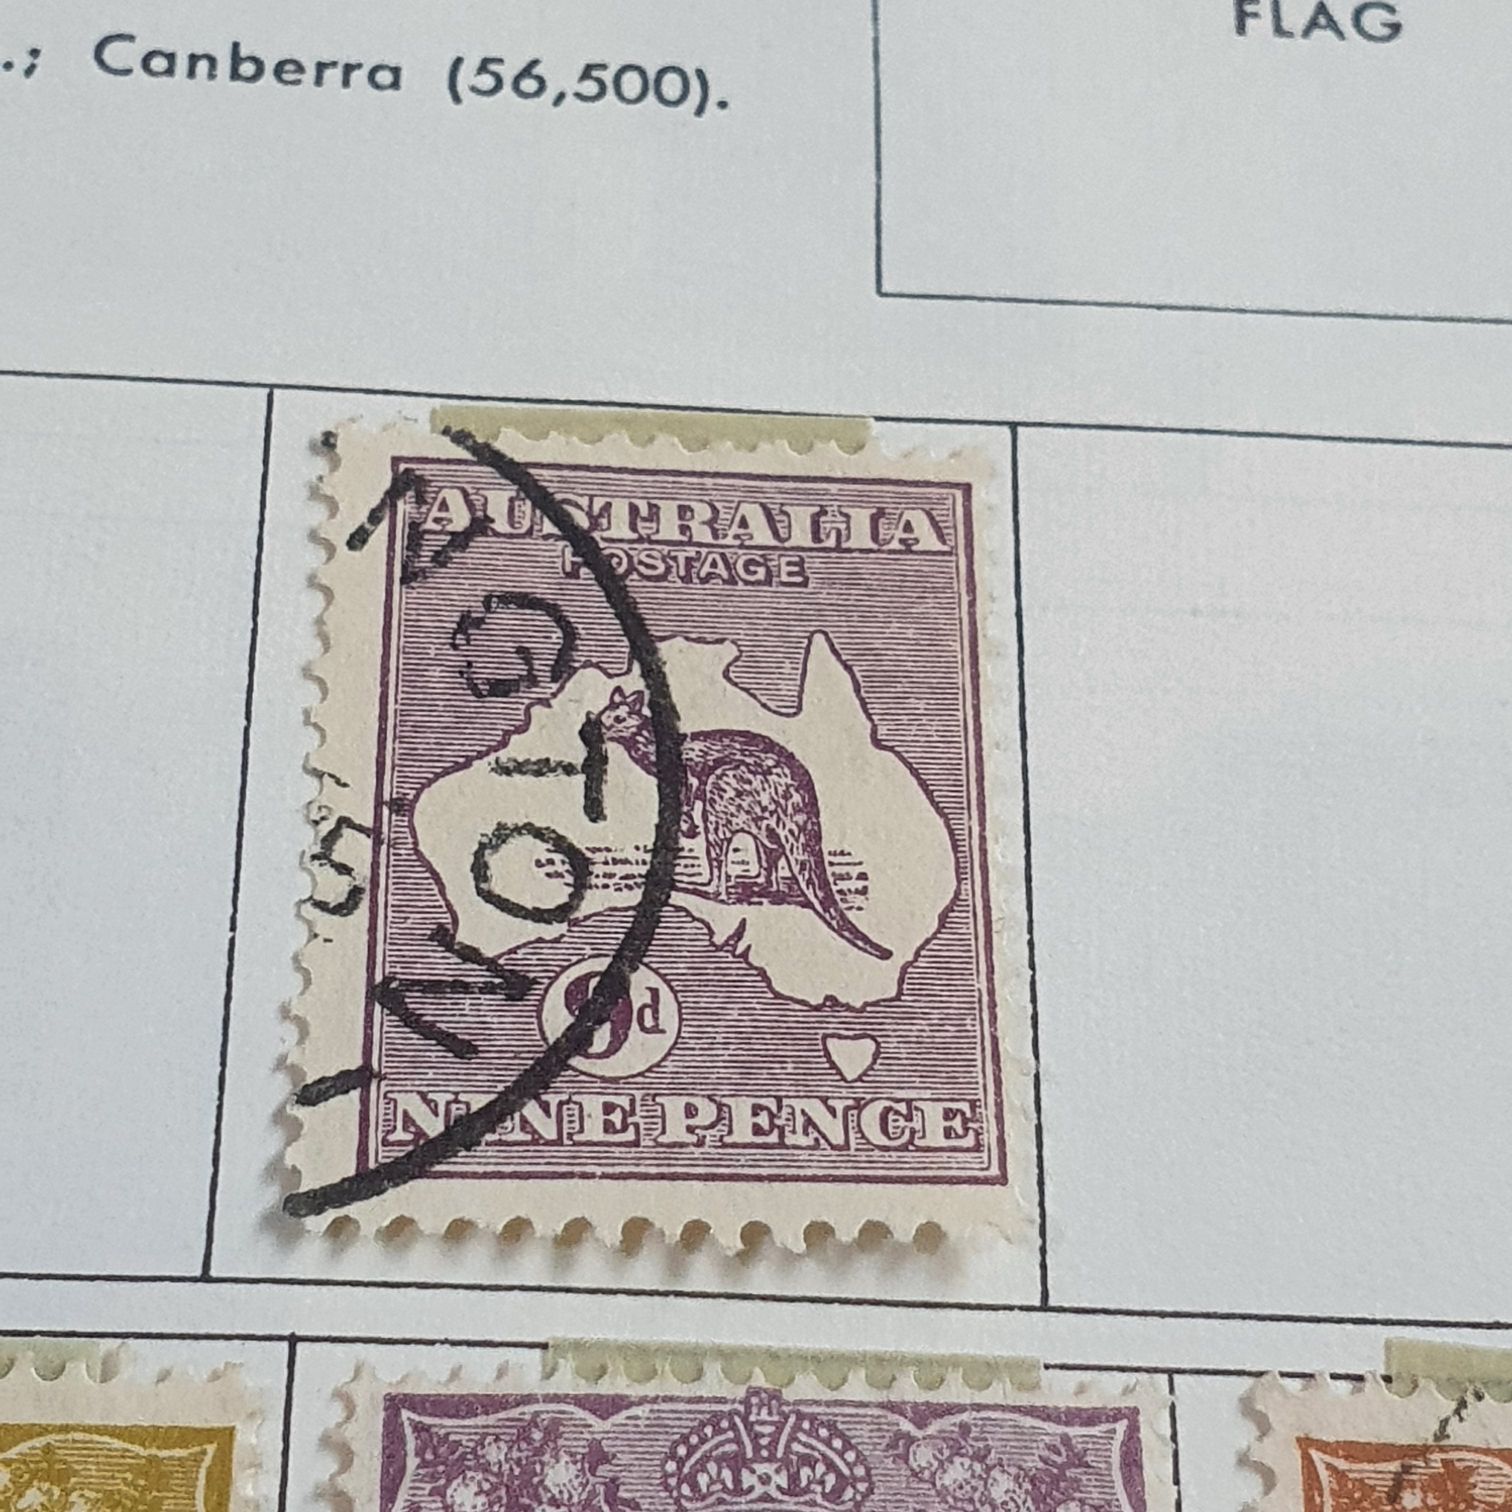 .; Canberra (56,500).
FLAG
AUSTRALIA
POSTAGE
9d
NINE PENCE